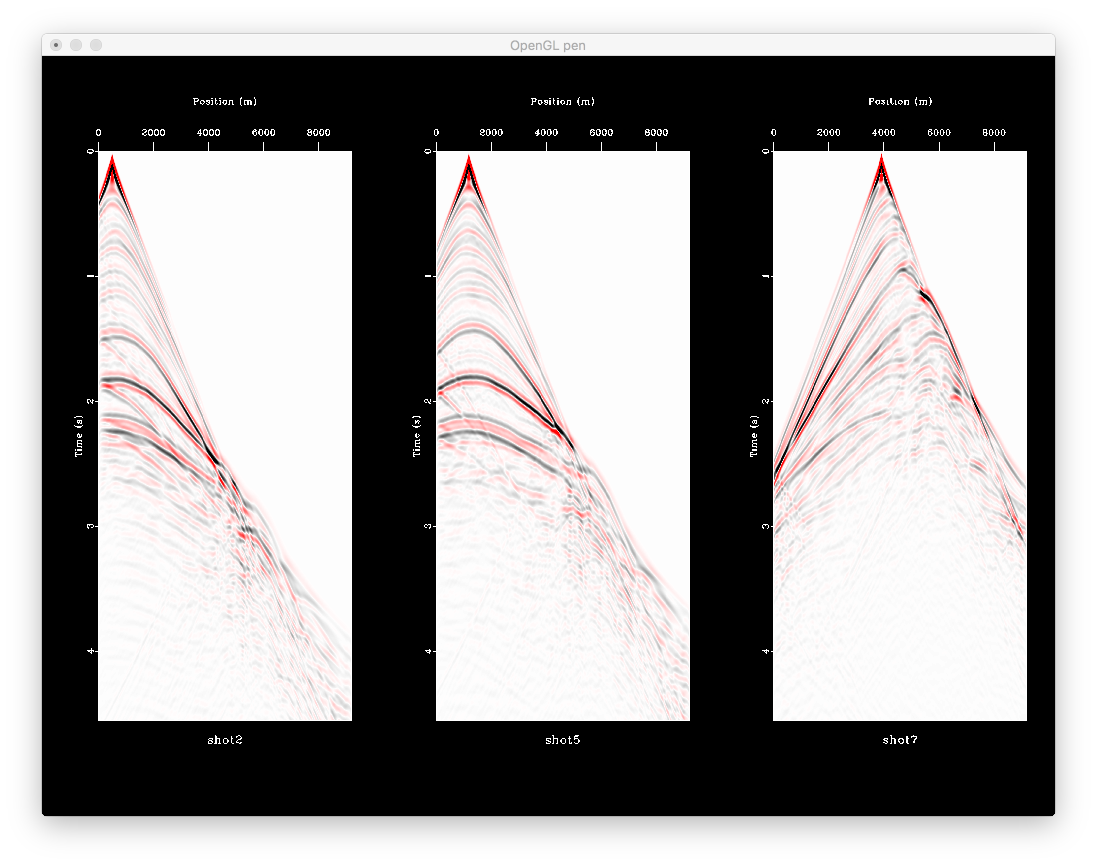 OpenGL pen
Position (m) Position (m) Position (m)
0 2000 4000 6000 8000 0 2000 4000 6000 8000 0 2000 4000 6000 8000
0 0 0
1 1 1
2 2 2
Time (s) Time (s) Time (s)
3 3 3
4 4 4
shot2 shot5 shot7